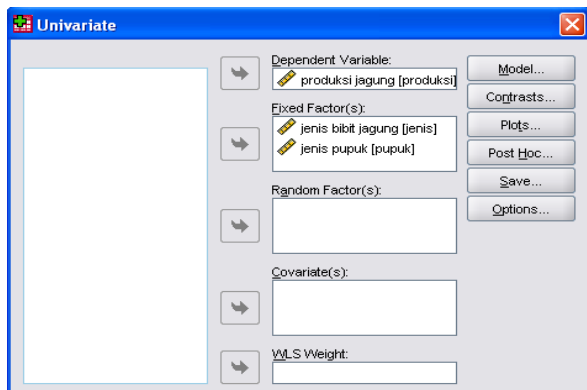 Univariate
Dependent Variable:
produksi jagung [produksi]
Fixed Factor(s):
jenis bibit jagung [jenis]
jenis pupuk [pupuk]
Random Factor(s):
Covariate(s):
WLS Weight:
Model...
Contrasts...
Plots...
Post Hoc...
Save...
Options...